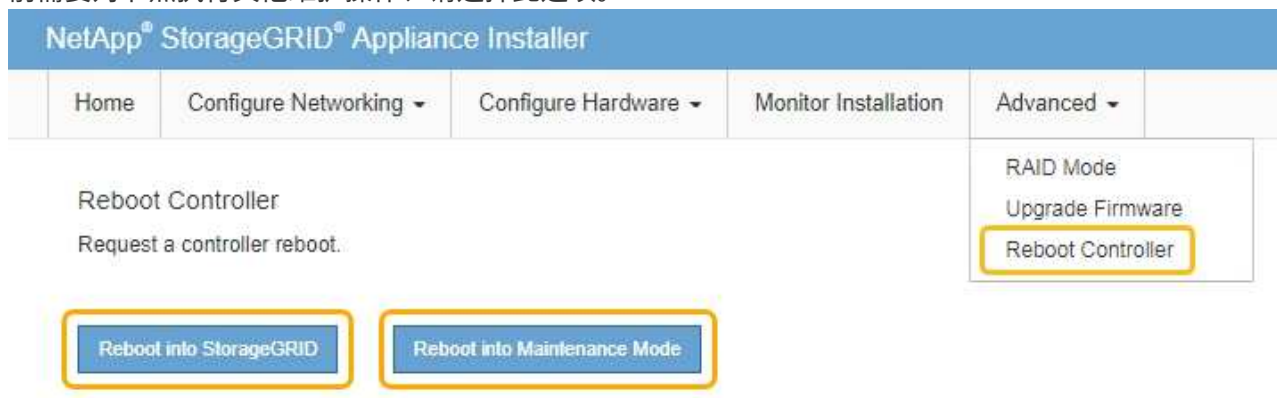 NetApp® StorageGRID® Appliance Installer
Home Configure Networking Configure Hardware Monitor Installation Advanced
RAID Mode
Upgrade Firmware
Reboot Controller
Reboot Controller
Request a controller reboot.
Reboot into StorageGRID Reboot into Maintenance Mode